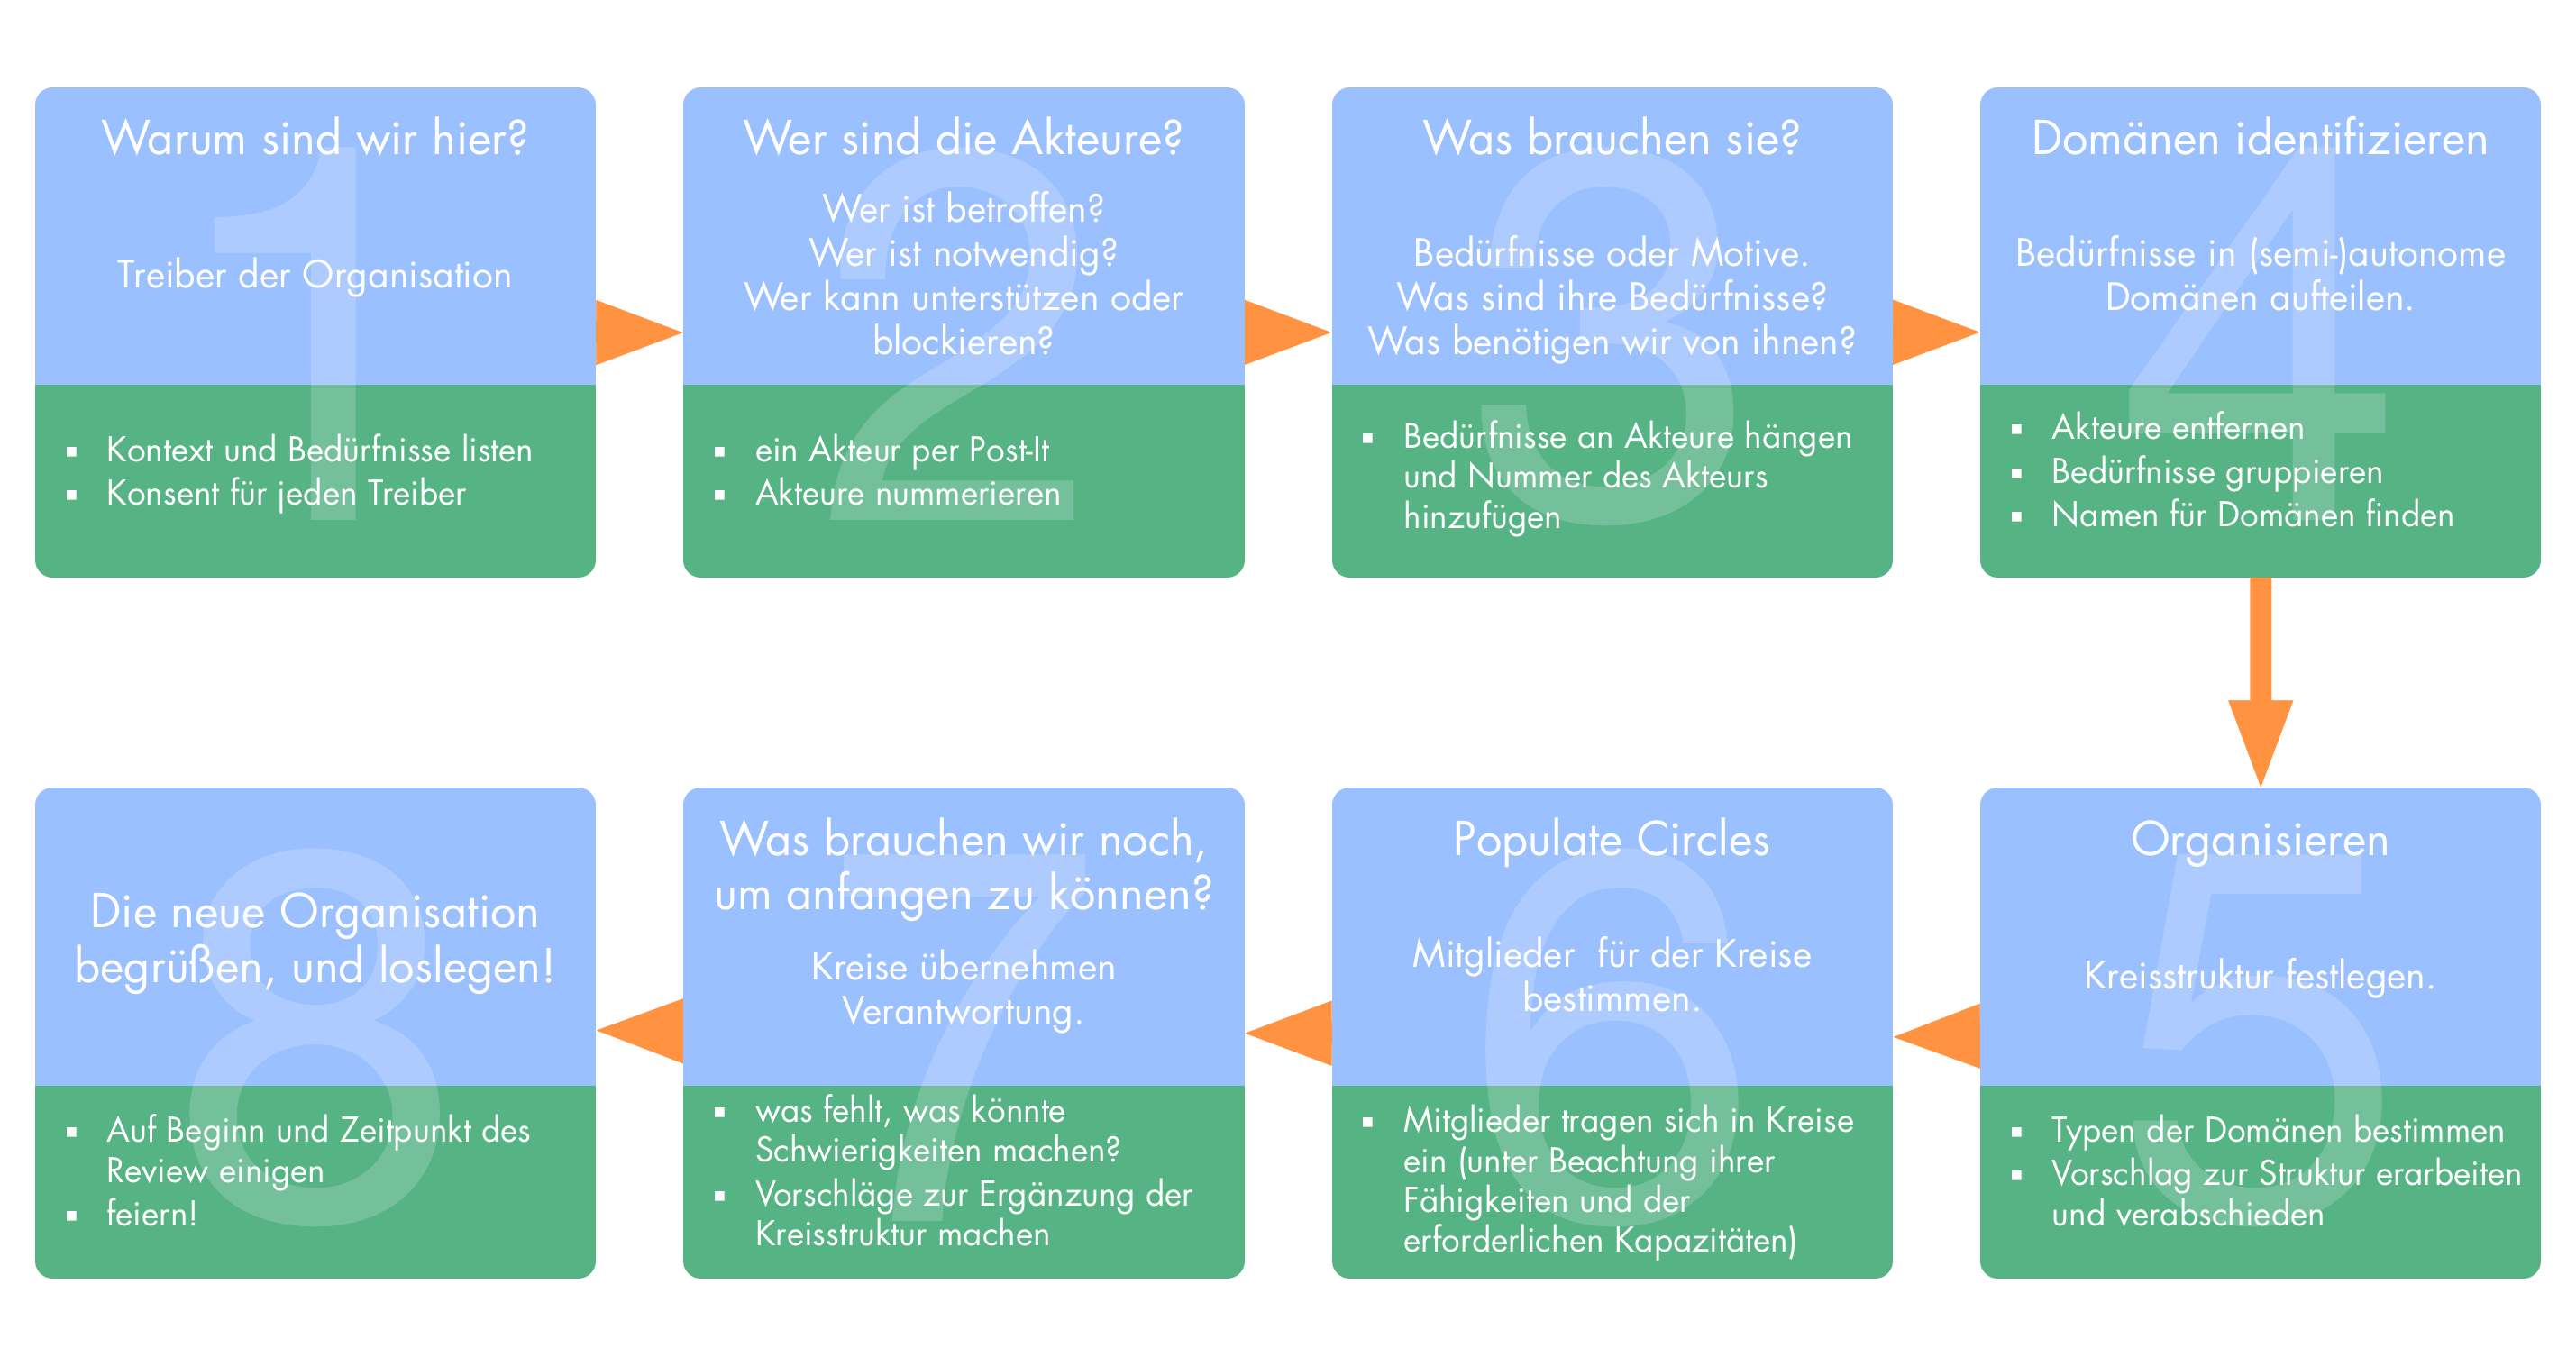 1
Warum sind wir hier?
Treiber der Organisation
▪ Kontext und Bedürfnisse listen
▪ Konsent für jeden Treiber
2
Wer sind die Akteure?
Wer ist betroffen?
Wer ist notwendig?
Wer kann unterstützen oder
blockieren?
▪ ein Akteur per Post-It
▪ Akteure nummerieren
3
Was brauchen sie?
Bedürfnisse oder Motive.
Was sind ihre Bedürfnisse?
Was benötigen wir von ihnen?
▪ Bedürfnisse an Akteure hängen
und Nummer des Akteurs
hinzufügen
4
Domänen identifizieren
Bedürfnisse in (semi-)autonome
Domänen aufteilen.
▪ Akteure entfernen
▪ Bedürfnisse gruppieren
▪ Namen für Domänen finden
5
Organisieren
Kreisstruktur festlegen.
▪ Typen der Domänen bestimmen
▪ Vorschlag zur Struktur erarbeiten
und verabschieden
6
Populate Circles
Mitglieder  für der Kreise
bestimmen.
▪ Mitglieder tragen sich in Kreise
ein (unter Beachtung ihrer
Fähigkeiten und der
erforderlichen Kapazitäten)
7
Was brauchen wir noch,
um anfangen zu können?
Kreise übernehmen
Verantwortung.
▪ was fehlt, was könnte
Schwierigkeiten machen?
▪ Vorschläge zur Ergänzung der
Kreisstruktur machen
8
Die neue Organisation
begrüßen, und loslegen!
▪ Auf Beginn und Zeitpunkt des
Review einigen
▪ feiern!